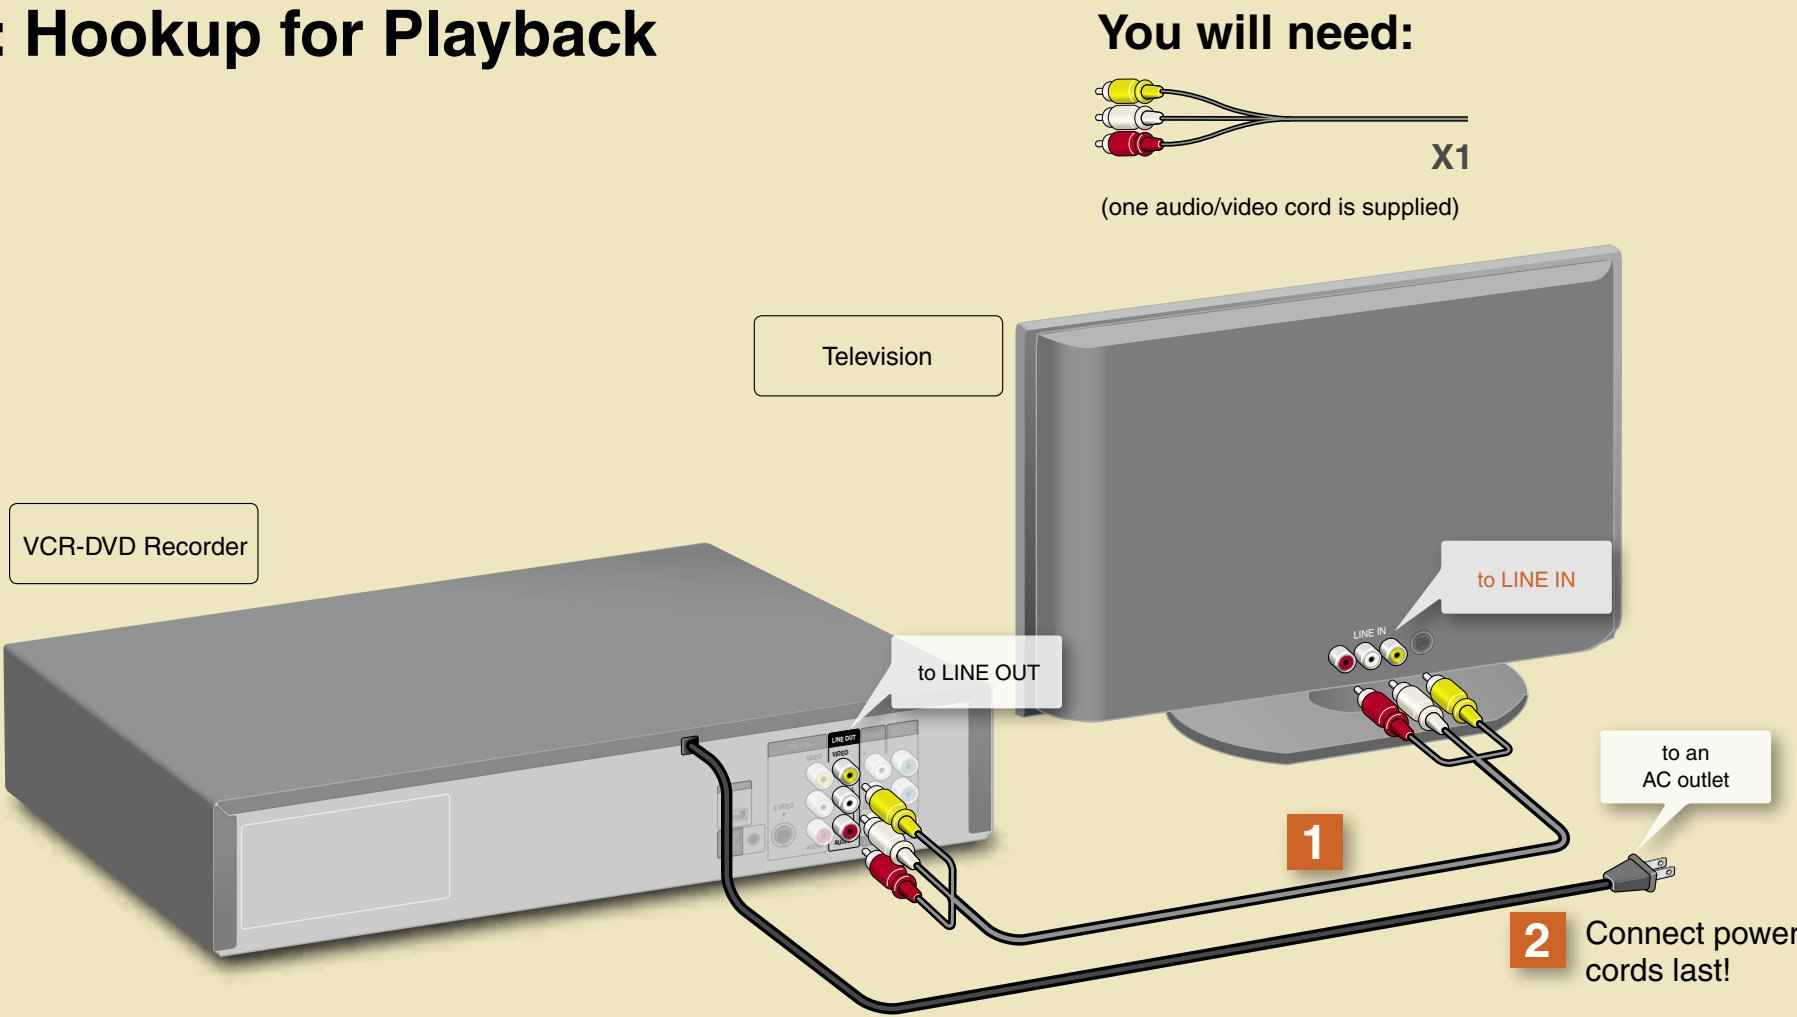 : Hookup for Playback
You will need:
X1
(one audio/video cord is supplied)
Television
VCR-DVD Recorder
to LINE IN
LINE IN
to LINE OUT
LINE OUT
VIDEO
VIDEO
to an
AC outlet
1
2
Connect power
cords last!